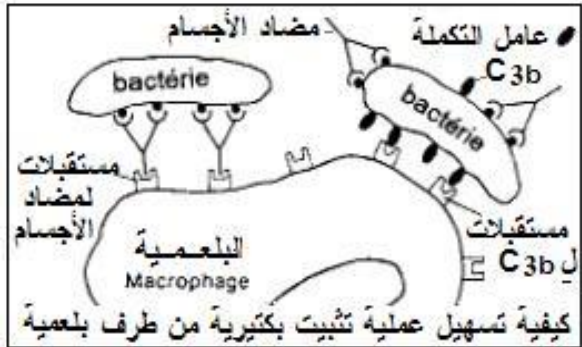 عامل التكملة
C3b
مضاد الأجسام
bactérie
bactérie
مستقبلات
لمضاد
الأجسام
مستقبلات
لِ C3b
البلعمية
Macrophage
كيفية تسهيل عملية تثبيت بكتيرية من طرف بلعمية